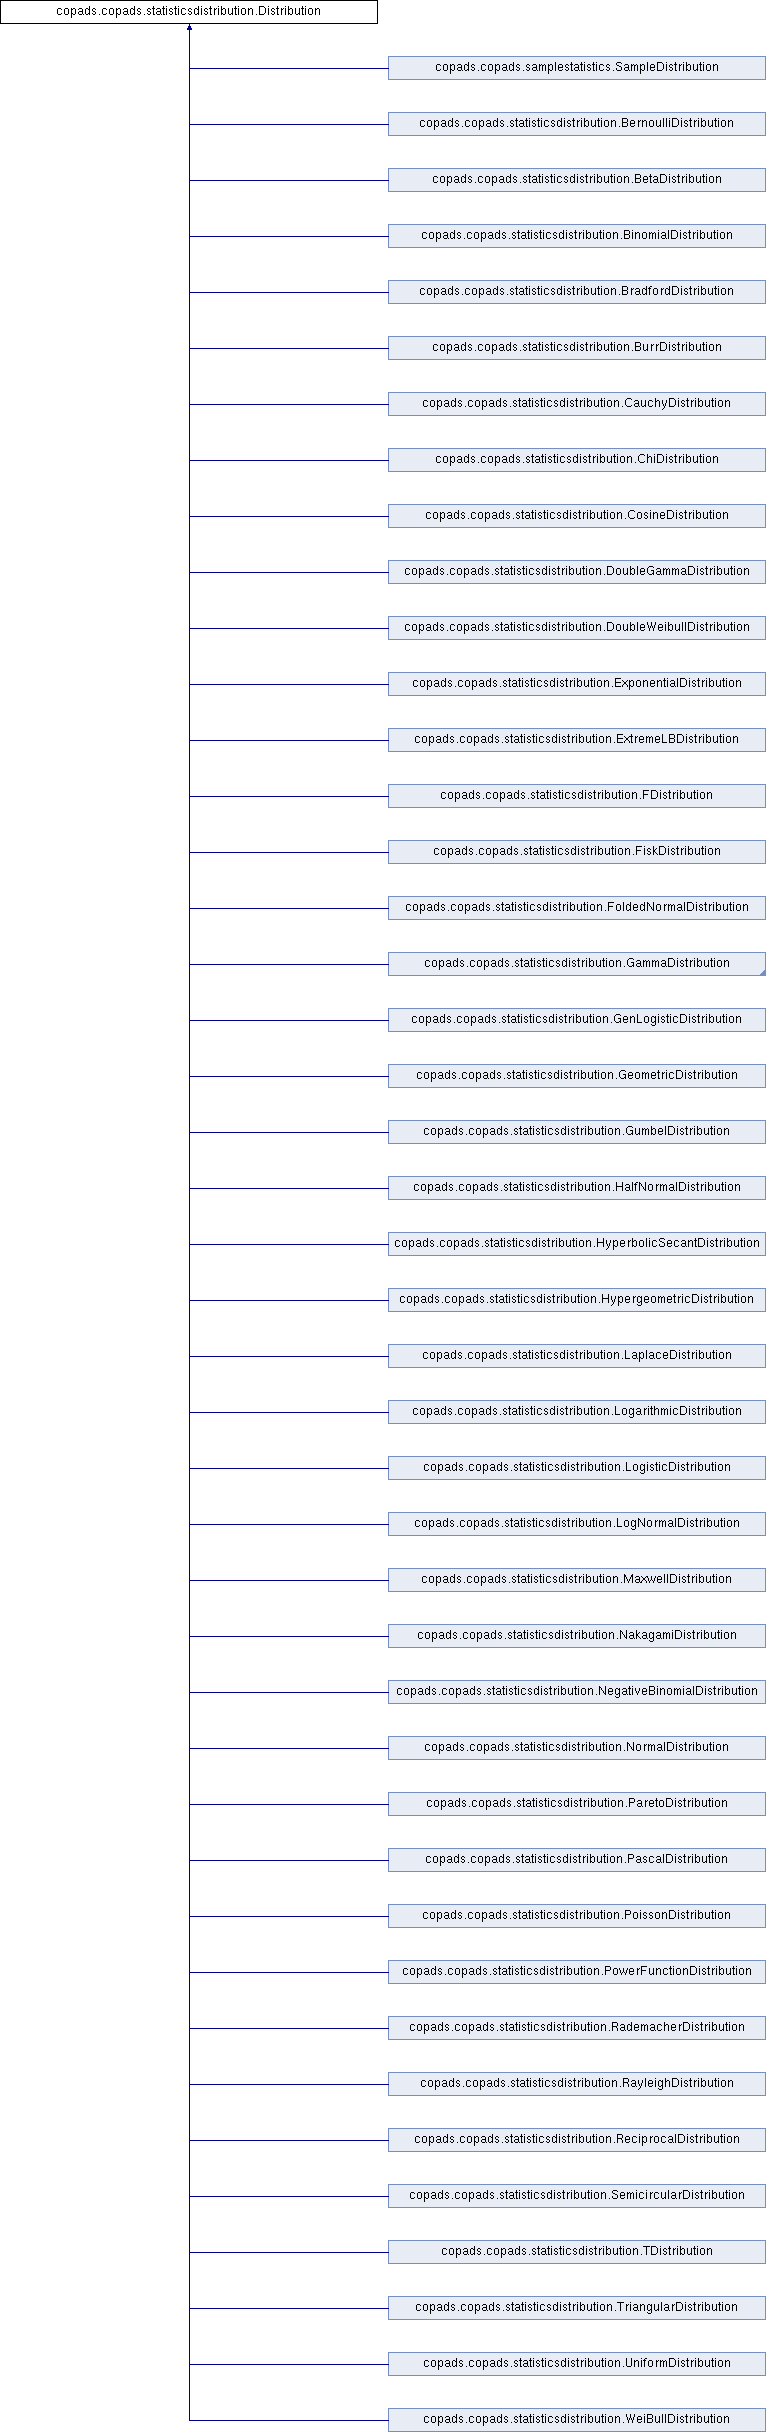 copads.copads.statisticsdistribution.Distribution
copads.copads.samplestatistics.SampleDistribution
copads.copads.statisticsdistribution.BernoulliDistribution
copads.copads.statisticsdistribution.BetaDistribution
copads.copads.statisticsdistribution.BinomialDistribution
copads.copads.statisticsdistribution.BradfordDistribution
copads.copads.statisticsdistribution.BurrDistribution
copads.copads.statisticsdistribution.CauchyDistribution
copads.copads.statisticsdistribution.ChiDistribution
copads.copads.statisticsdistribution.CosineDistribution
copads.copads.statisticsdistribution.DoubleGammaDistribution
copads.copads.statisticsdistribution.DoubleWeibullDistribution
copads.copads.statisticsdistribution.ExponentialDistribution
copads.copads.statisticsdistribution.ExtremeLBDistribution
copads.copads.statisticsdistribution.FDistribution
copads.copads.statisticsdistribution.FiskDistribution
copads.copads.statisticsdistribution.FoldedNormalDistribution
copads.copads.statisticsdistribution.GammaDistribution
copads.copads.statisticsdistribution.GenLogisticDistribution
copads.copads.statisticsdistribution.GeometricDistribution
copads.copads.statisticsdistribution.GumbelDistribution
copads.copads.statisticsdistribution.HalfNormalDistribution
copads.copads.statisticsdistribution.HyperbolicSecantDistribution
copads.copads.statisticsdistribution.HypergeometricDistribution
copads.copads.statisticsdistribution.LaplaceDistribution
copads.copads.statisticsdistribution.LogarithmicDistribution
copads.copads.statisticsdistribution.LogisticDistribution
copads.copads.statisticsdistribution.LogNormalDistribution
copads.copads.statisticsdistribution.MaxwellDistribution
copads.copads.statisticsdistribution.NakagamiDistribution
copads.copads.statisticsdistribution.NegativeBinomialDistribution
copads.copads.statisticsdistribution.NormalDistribution
copads.copads.statisticsdistribution.ParetoDistribution
copads.copads.statisticsdistribution.PascalDistribution
copads.copads.statisticsdistribution.PoissonDistribution
copads.copads.statisticsdistribution.PowerFunctionDistribution
copads.copads.statisticsdistribution.RademacherDistribution
copads.copads.statisticsdistribution.RayleighDistribution
copads.copads.statisticsdistribution.ReciprocalDistribution
copads.copads.statisticsdistribution.SemicircularDistribution
copads.copads.statisticsdistribution.TDistribution
copads.copads.statisticsdistribution.TriangularDistribution
copads.copads.statisticsdistribution.UniformDistribution
copads.copads.statisticsdistribution.WeiBullDistribution